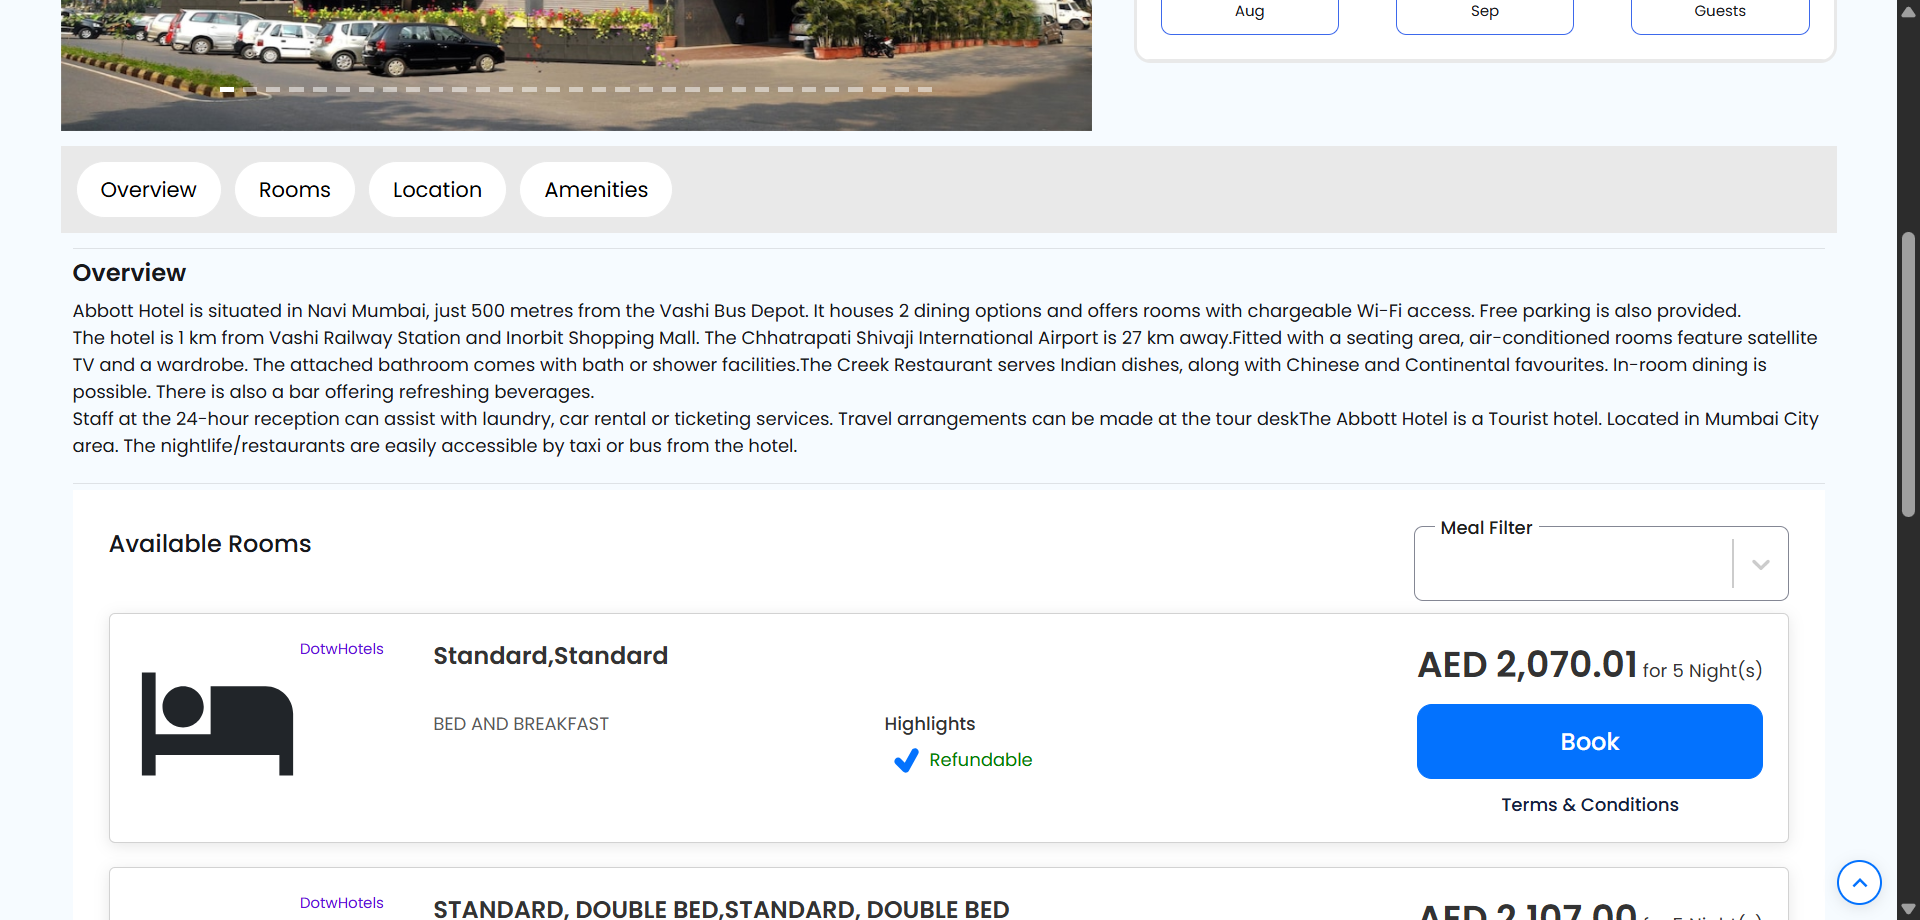 Aug
Sep
Guests
Overview
Rooms
Location
Amenities
Overview
Abbott Hotel is situated in Navi Mumbai, just 500 metres from the Vashi Bus Depot. It houses 2 dining options and offers rooms with chargeable Wi-Fi access. Free parking is also provided.
The hotel is 1 km from Vashi Railway Station and Inorbit Shopping Mall. The Chhatrapati Shivaji International Airport is 27 km away.Fitted with a seating area, air-conditioned rooms feature satellite
TV and a wardrobe. The attached bathroom comes with bath or shower facilities.The Creek Restaurant serves Indian dishes, along with Chinese and Continental favourites. In-room dining is
possible. There is also a bar offering refreshing beverages.
Staff at the 24-hour reception can assist with laundry, car rental or ticketing services. Travel arrangements can be made at the tour deskThe Abbott Hotel is a Tourist hotel. Located in Mumbai City
area. The nightlife/restaurants are easily accessible by taxi or bus from the hotel.
Available Rooms
Meal Filter
DotwHotels
Standard,Standard
AED 2,070.01 for 5 Night(s)
BED AND BREAKFAST
Highlights
Refundable
Book
Terms & Conditions
DotwHotels
STANDARD, DOUBLE BED,STANDARD, DOUBLE BED
AED 2,107.00 for 5 Night(s)